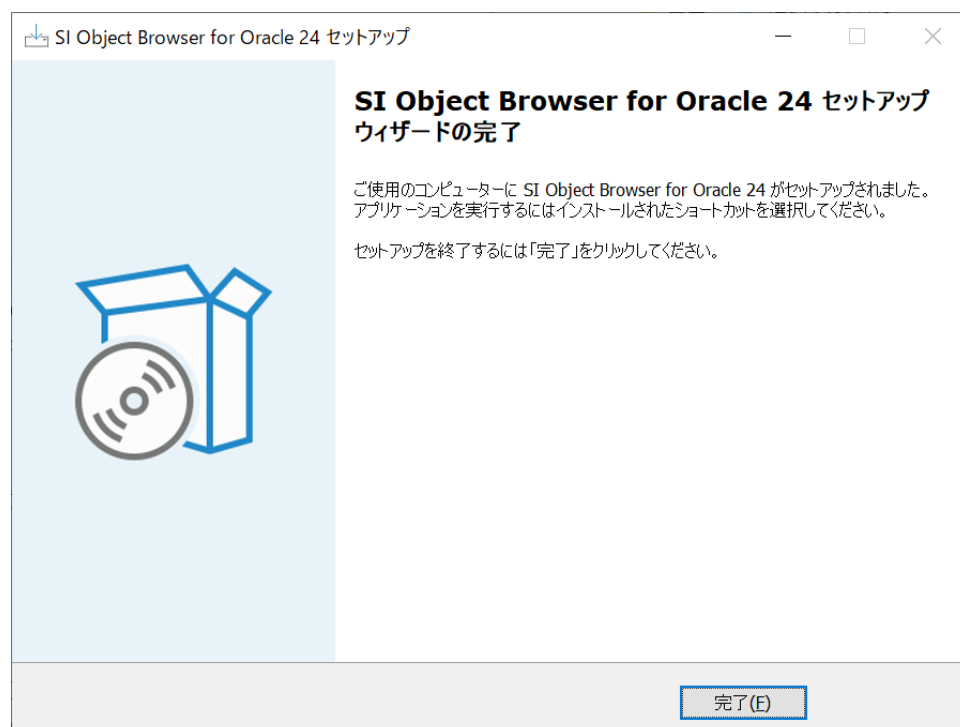 SI Object Browser for Oracle 24 セットアップ
SI Object Browser for Oracle 24 セットアップ
ウィザードの完了
ご使用のコンピューターに SI Object Browser for Oracle 24 がセットアップされました。
アプリケーションを実行するにはインストールされたショートカットを選択してください。
セットアップを終了するには「完了」をクリックしてください。
完了(F)